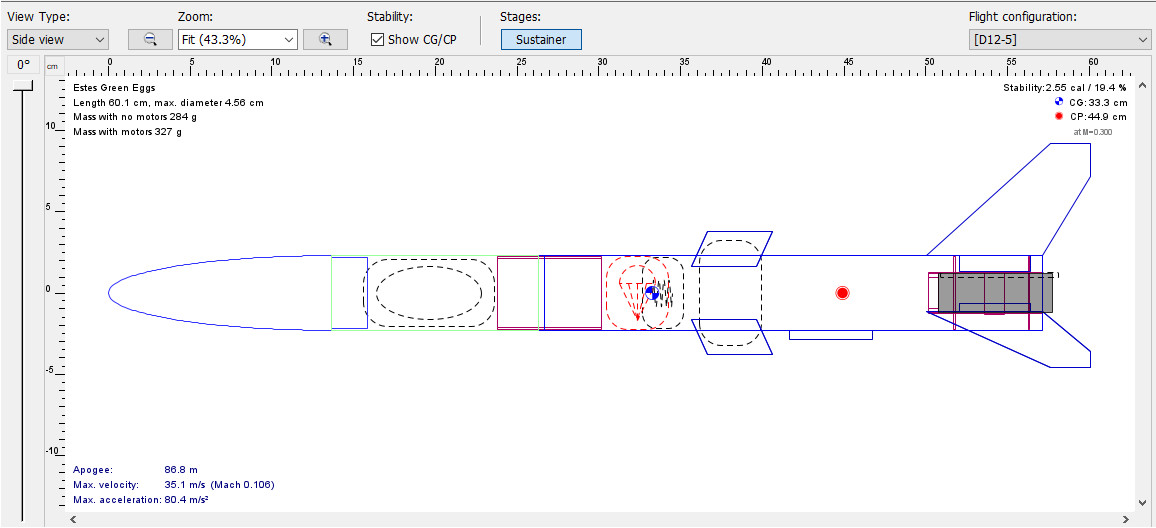 View Type: Zoom: Stability: Stages: Flight configuration:
Side view Fit (43.3%) Show CG/CP Sustainer [D12-5]
0° cm 0 5 10 15 20 25 30 35 40 45 50 55 60
Estes Green Eggs Stability:2.55 cal / 19.4 %
Length 60.1 cm, max. diameter 4.56 cm CG:33.3 cm
Mass with no motors 284 g CP:44.9 cm
Mass with motors 327 g at M=0.300
10
5
0
-5
-10
Apogee: 86.8 m
Max. velocity: 35.1 m/s (Mach 0.106)
Max. acceleration: 80.4 m/s²